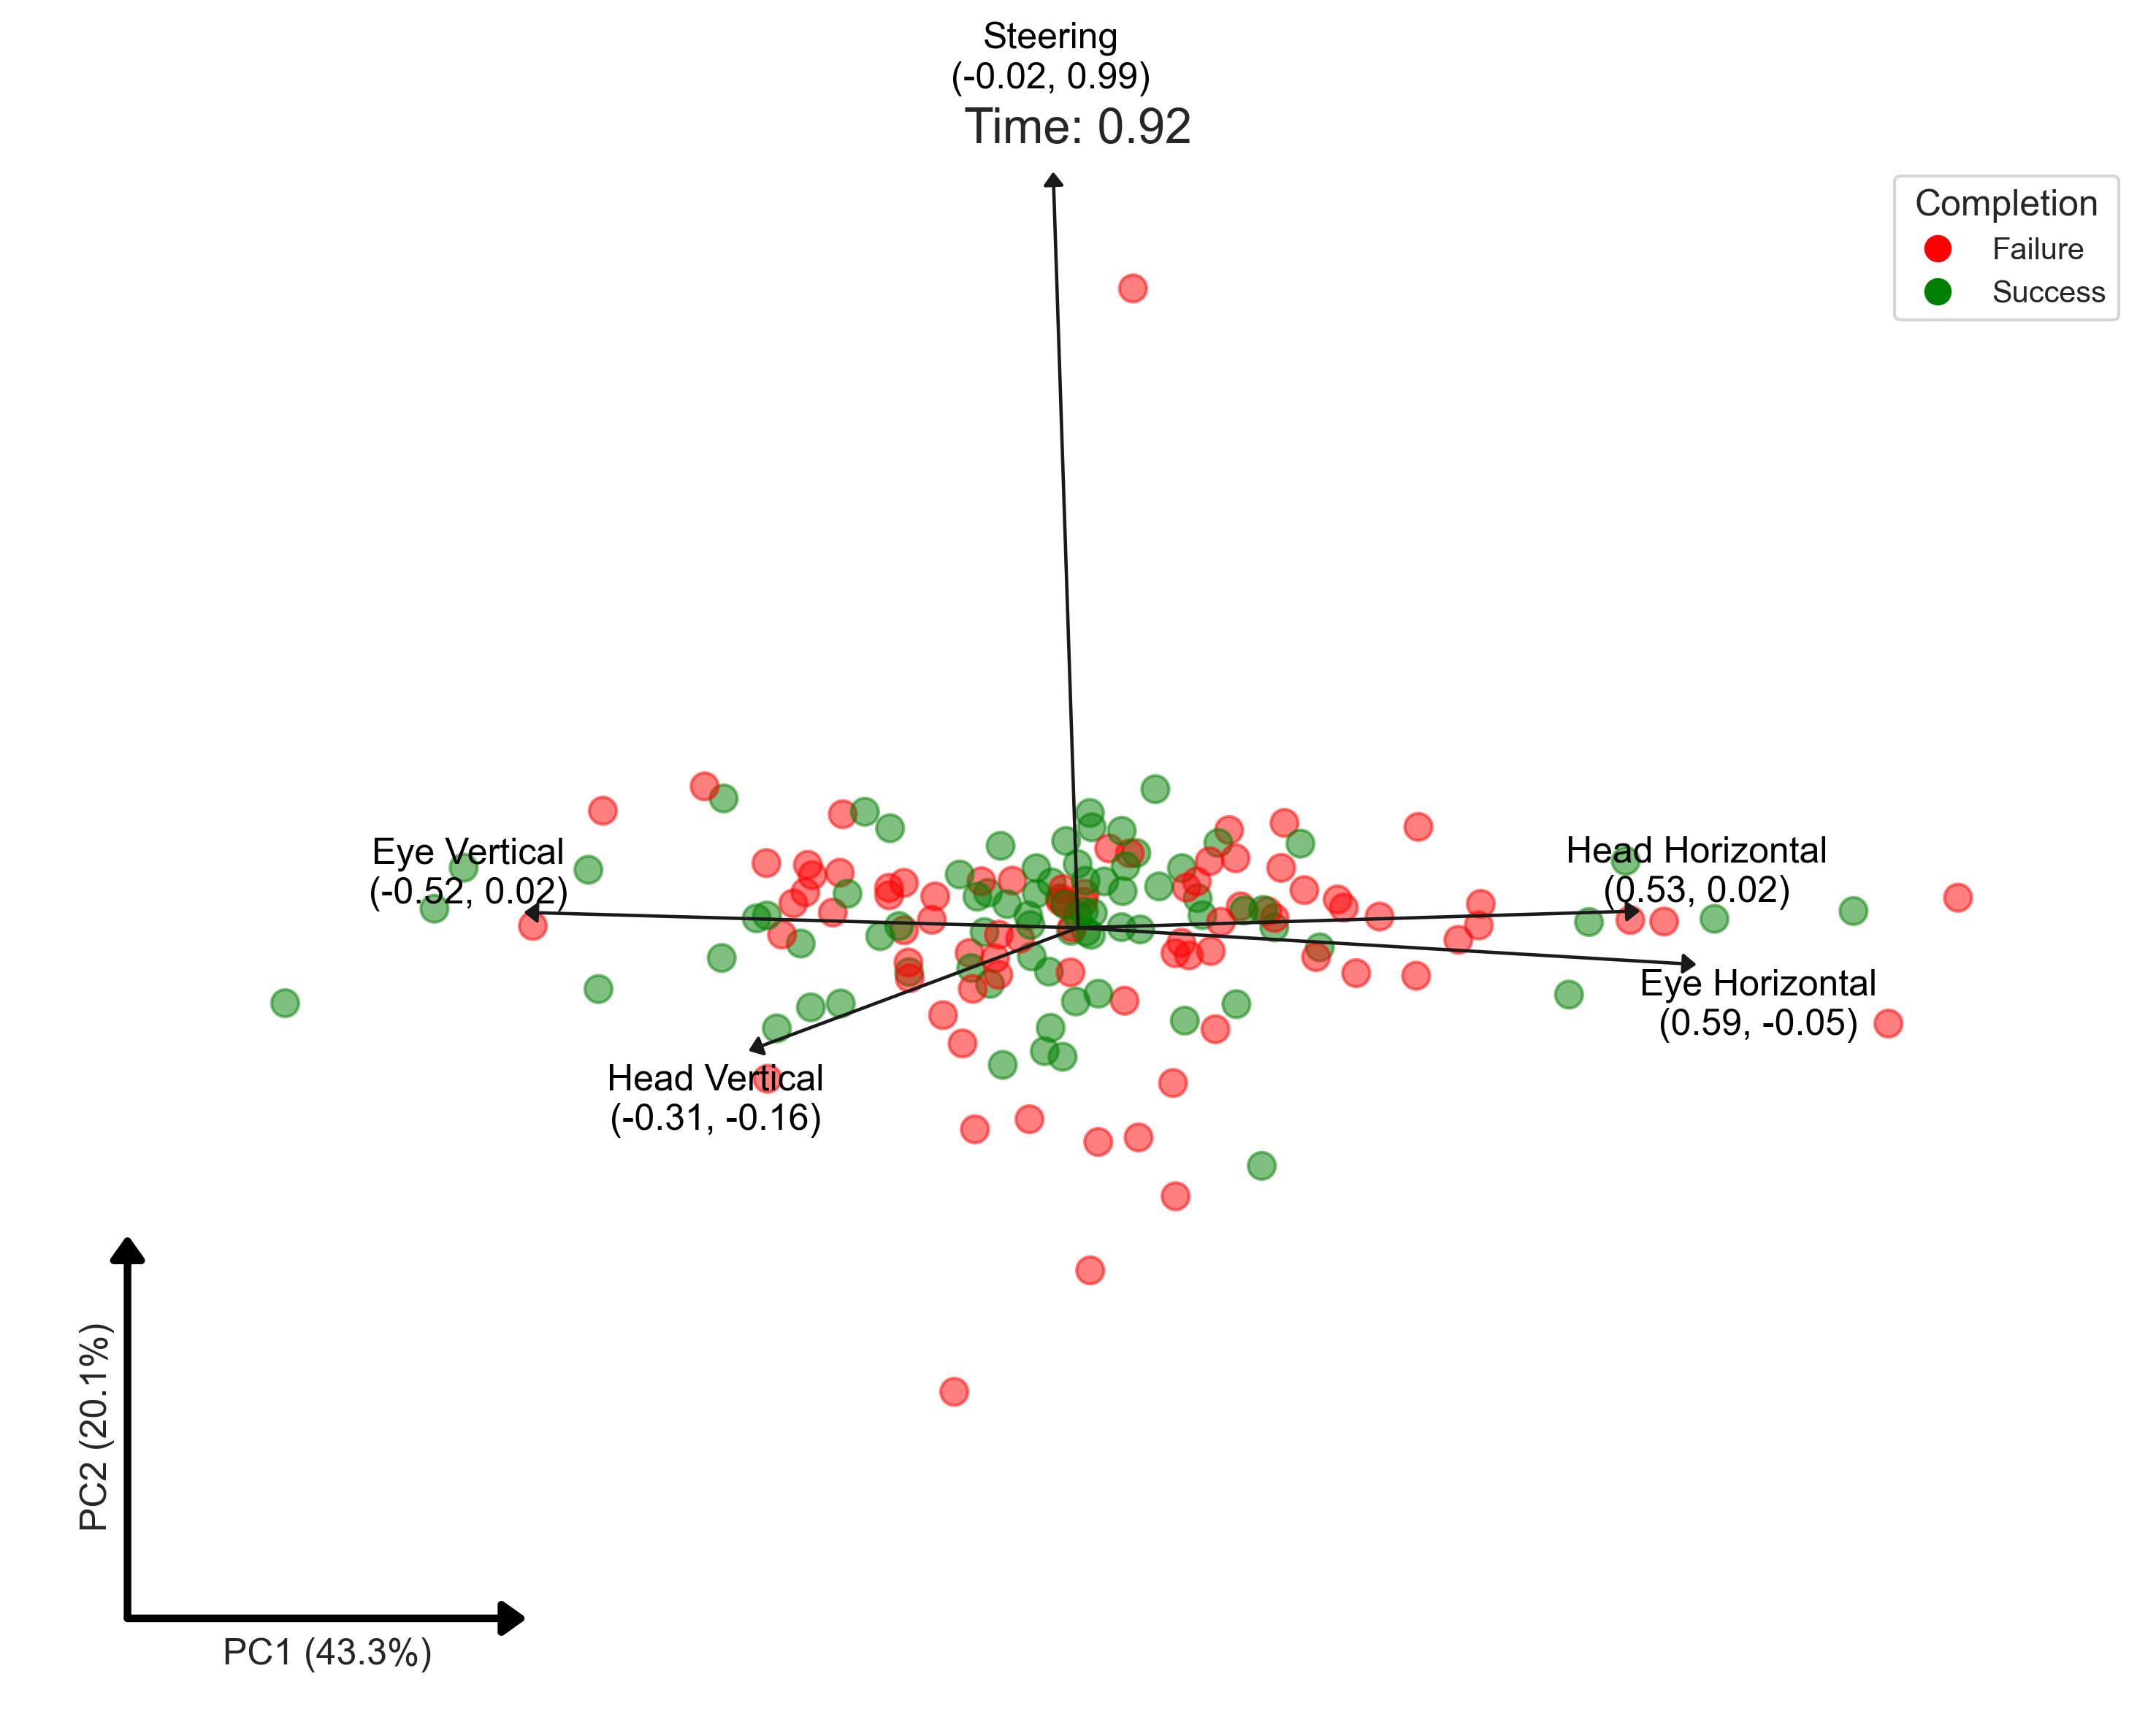 Steering
(-0.02, 0.99)
Time: 0.92
Completion
Failure
Success
Eye Vertical
(-0.52, 0.02)
Head Horizontal
(0.53, 0.02)
Eye Horizontal
(0.59, -0.05)
Head Vertical
(-0.31, -0.16)
PC2 (20.1%)
PC1 (43.3%)